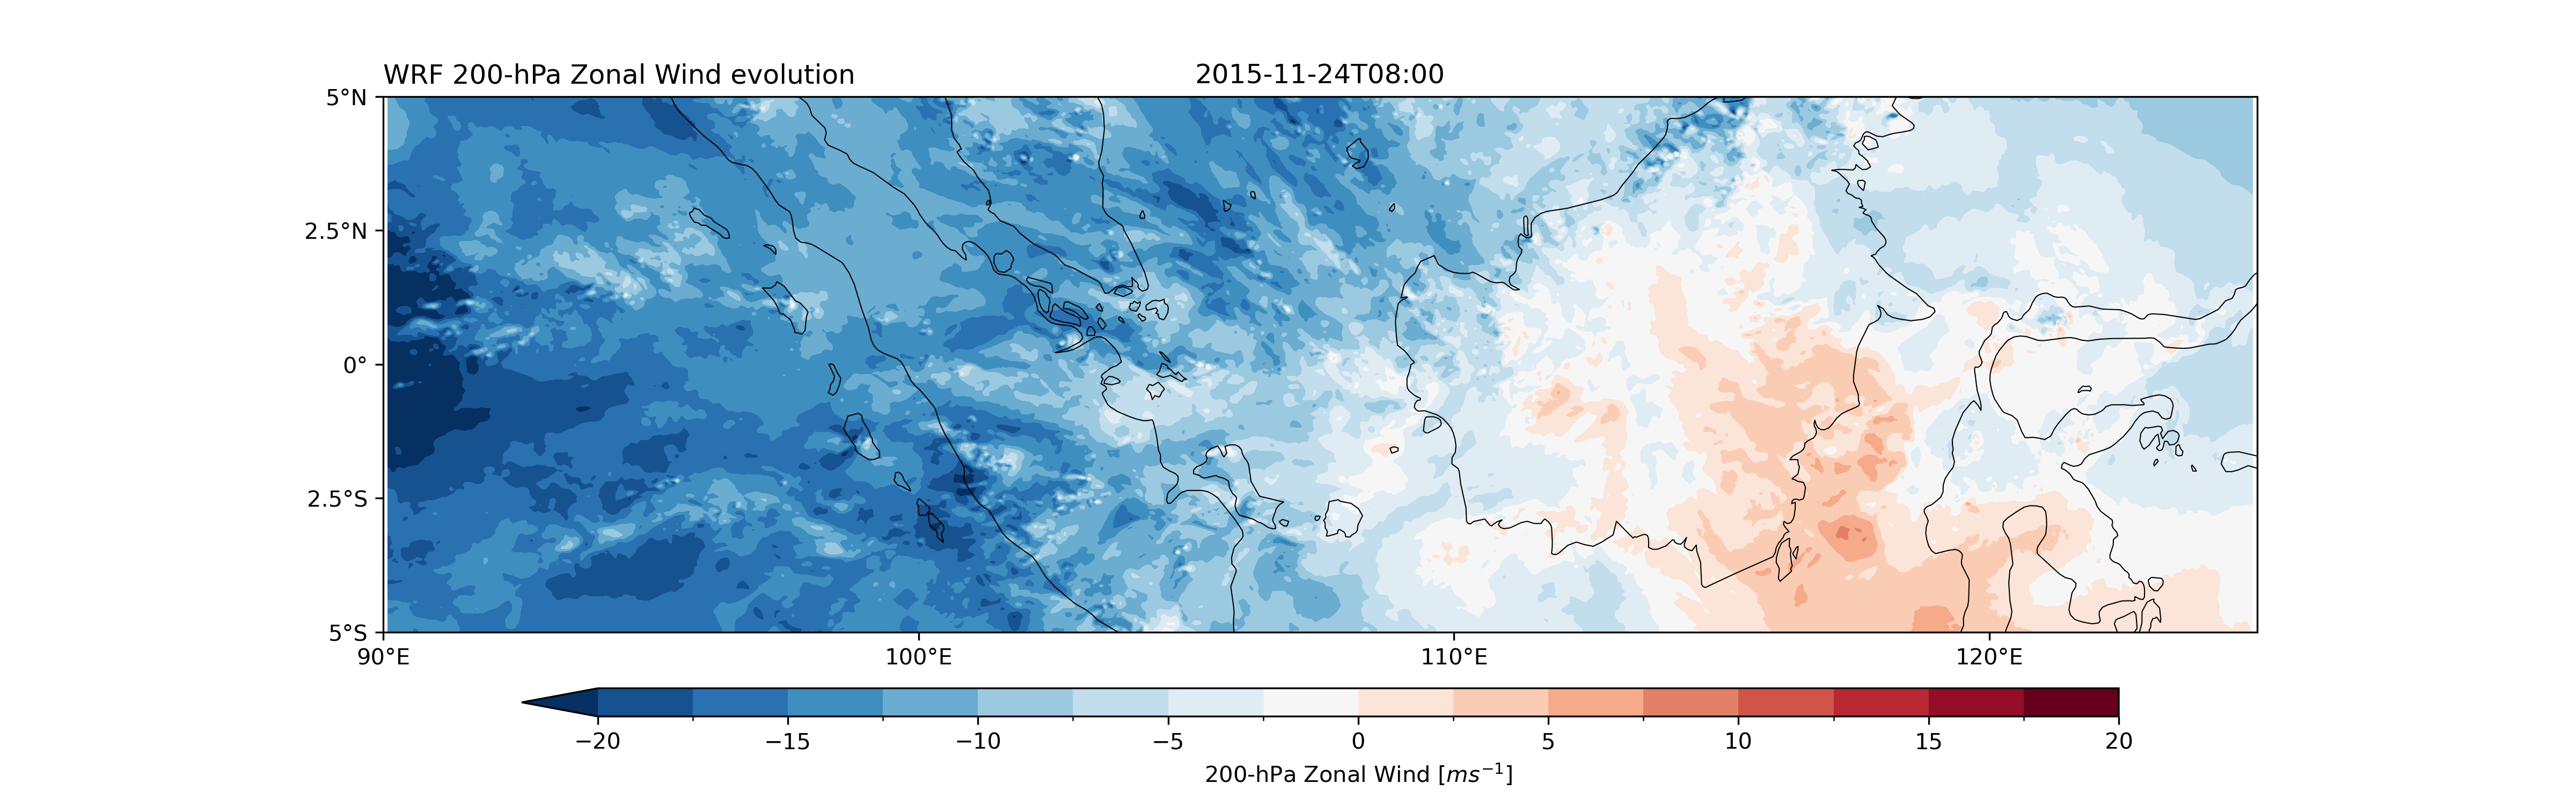 WRF 200-hPa Zonal Wind evolution
2015-11-24T08:00
5°N
2.5°N
0°
2.5°S
5°S
90°E
100°E
110°E
120°E
−20
−15
−10
−5
0
5
10
15
20
200-hPa Zonal Wind [ms⁻¹]